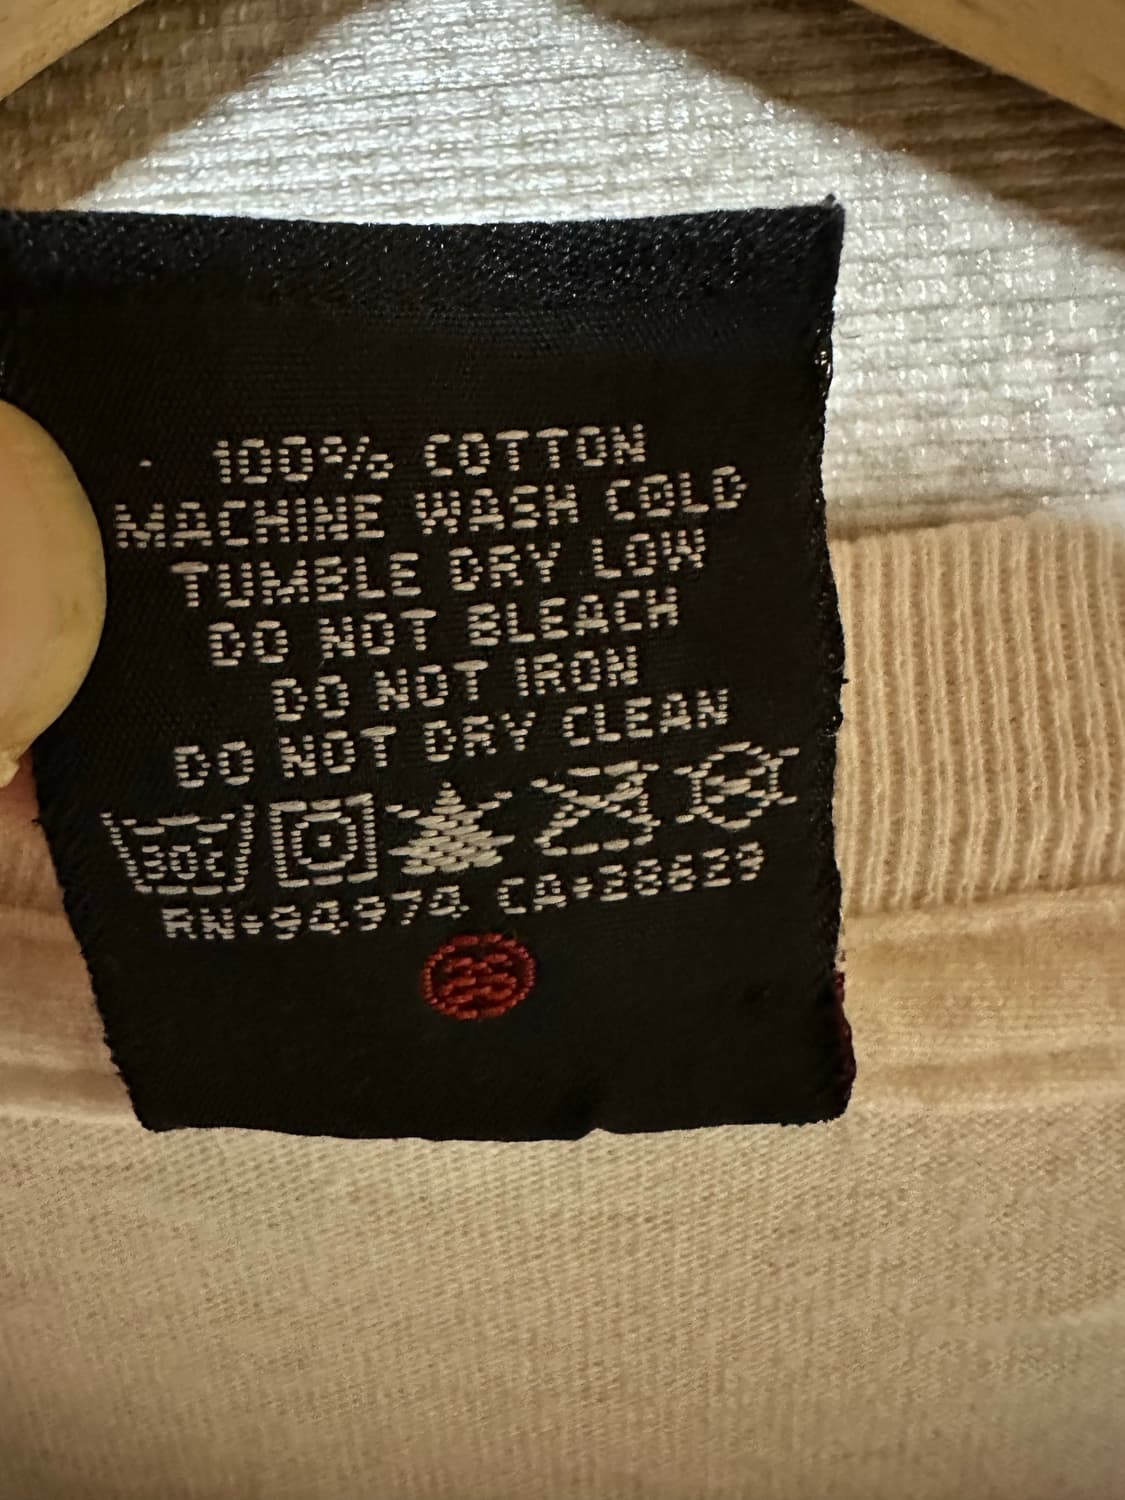 100% COTTON
MACHINE WASH COLD
TUMBLE DRY LOW
DO NOT BLEACH
DO NOT IRON
DO NOT DRY CLEAN
30°C
RN•94974 CA•28629